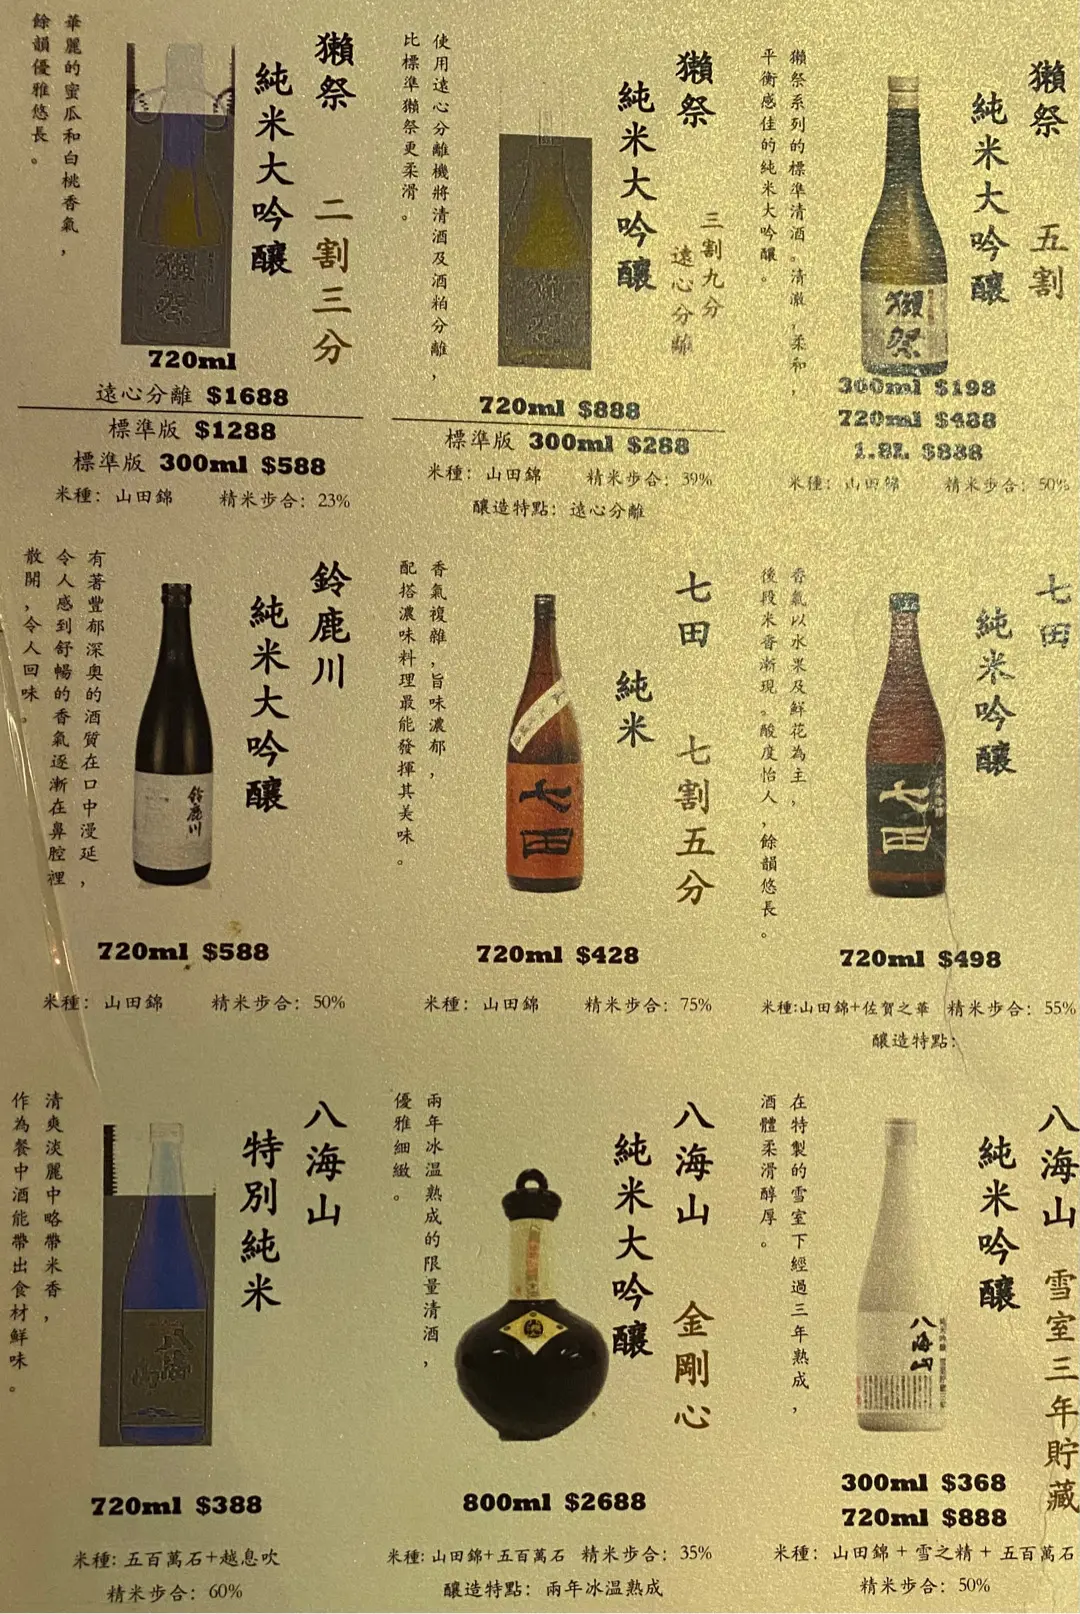 獺祭 五割
純米大吟釀
獺祭系列的標準清酒。清澈,柔和,
平衡感佳的純米大吟釀。
獺祭
300ml $198
720ml $488
1.8L $888
米種：山田錦 精米步合：50%
獺祭 三割九分
遠心分離
純米大吟釀
使用遠心分離機將清酒及酒粕分離,
比標準獺祭更柔滑。
獺祭
720ml $888
標準版 300ml $288
米種：山田錦 精米步合：39%
釀造特點：遠心分離
獺祭 二割三分
純米大吟釀
華麗的蜜瓜和白桃香氣,
餘韻優雅悠長。
獺祭
720ml
遠心分離 $1688
標準版 $1288
標準版 300ml $588
米種：山田錦 精米步合：23%
七田
純米吟釀
香氣以水果及鮮花為主,
後段米香漸現。酸度怡人,餘韻悠長。
七田
720ml $498
米種:山田錦+佐賀之華 精米步合：55%
釀造特點：
七田 七割五分
純米
香氣複雜,旨味濃郁,
配搭濃味料理最能發揮其美味。
七田
720ml $428
米種：山田錦 精米步合：75%
鈴鹿川
純米大吟釀
有著豐郁深奧的酒質在口中漫延,
令人感到舒暢的香氣逐漸在鼻腔裡
散開,令人回味。
鈴鹿川
720ml $588
米種：山田錦 精米步合：50%
八海山 雪室三年貯藏
純米吟釀
在特製的雪室下經過三年熟成,
酒體柔滑醇厚。
八海山
300ml $368
720ml $888
米種：山田錦 + 雪之精 + 五百萬石
精米步合：50%
八海山 金剛心
純米大吟釀
兩年冰溫熟成的限量清酒,
優雅細緻。
800ml $2688
米種：山田錦+五百萬石 精米步合：35%
釀造特點：兩年冰溫熟成
八海山
特別純米
清爽淡麗中略帶米香,
作為餐中酒能帶出食材鮮味。
720ml $388
米種：五百萬石+越息吹
精米步合：60%